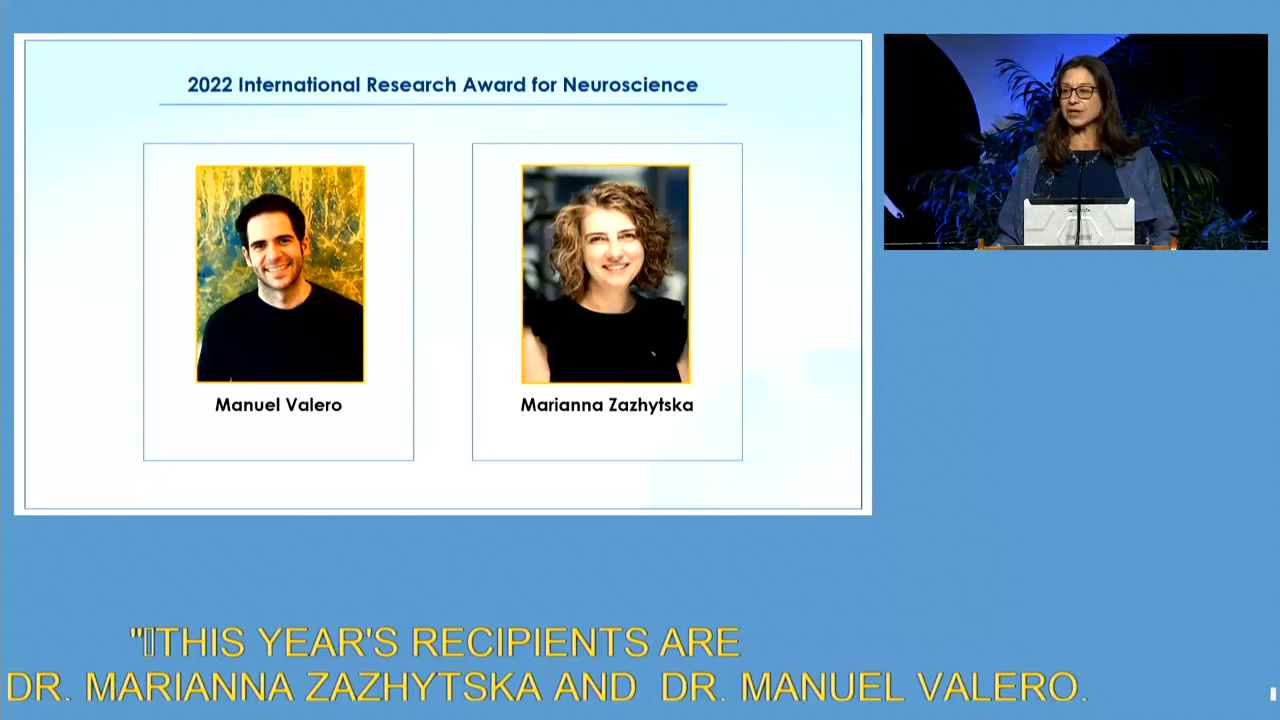 2022 International Research Award for Neuroscience
Manuel Valero
Marianna Zazhytska
"THIS YEAR'S RECIPIENTS ARE
DR. MARIANNA ZAZHYTSKA AND DR. MANUEL VALERO.